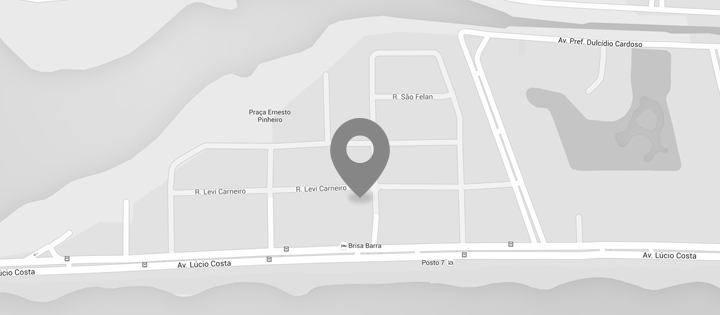 Av. Pref. Dulcídio Cardoso
R. São Felan
Praça Ernesto
Pinheiro
R. Levi Carneiro
R. Levi Carneiro
Brisa Barra
Av. Lúcio Costa
Av. Lúcio Costa
Posto 7
úcio Costa